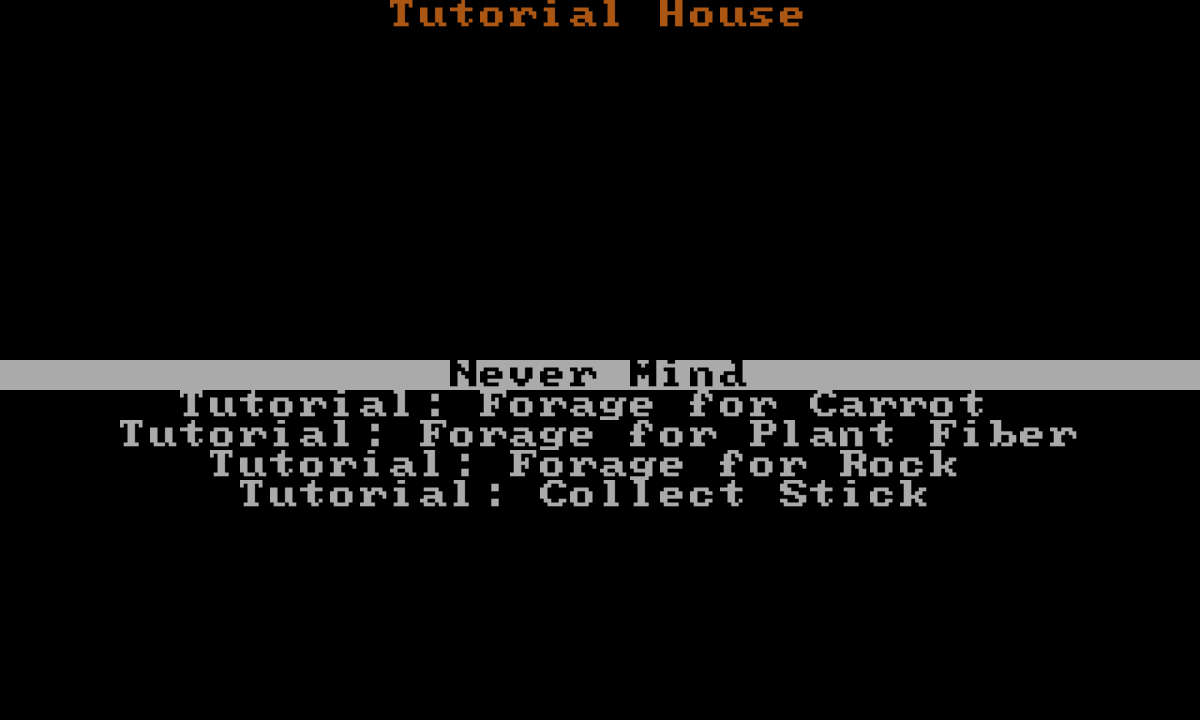 Tutorial House
Never Mind
Tutorial: Forage for Carrot
Tutorial: Forage for Plant Fiber
Tutorial: Forage for Rock
Tutorial: Collect Stick